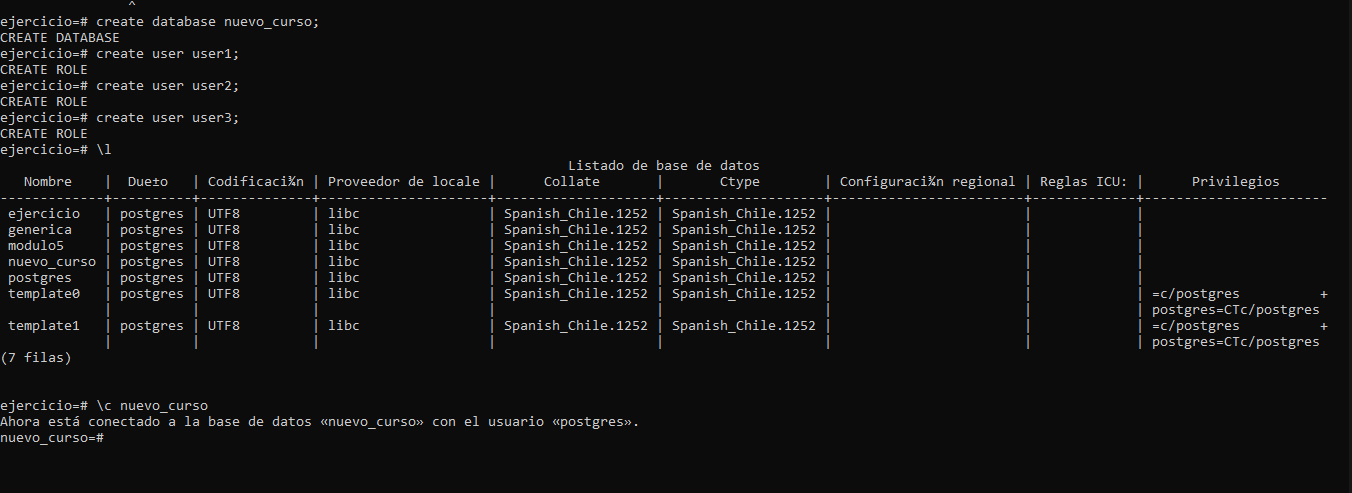 ^
ejercicio=# create database nuevo_curso;
CREATE DATABASE
ejercicio=# create user user1;
CREATE ROLE
ejercicio=# create user user2;
CREATE ROLE
ejercicio=# create user user3;
CREATE ROLE
ejercicio=# \l
Listado de base de datos
Nombre | Due±o | Codificaci¾n | Proveedor de locale | Collate | Ctype | Configuraci¾n regional | Reglas ICU: | Privilegios
------------+----------+--------------+---------------------+--------------------+--------------------+------------------------+-------------+-----------------------
ejercicio | postgres | UTF8 | libc | Spanish_Chile.1252 | Spanish_Chile.1252 | | |
generica | postgres | UTF8 | libc | Spanish_Chile.1252 | Spanish_Chile.1252 | | |
modulo5 | postgres | UTF8 | libc | Spanish_Chile.1252 | Spanish_Chile.1252 | | |
nuevo_curso | postgres | UTF8 | libc | Spanish_Chile.1252 | Spanish_Chile.1252 | | |
postgres | postgres | UTF8 | libc | Spanish_Chile.1252 | Spanish_Chile.1252 | | |
template0 | postgres | UTF8 | libc | Spanish_Chile.1252 | Spanish_Chile.1252 | | | =c/postgres +
| | | | | | | | postgres=CTc/postgres
template1 | postgres | UTF8 | libc | Spanish_Chile.1252 | Spanish_Chile.1252 | | | =c/postgres +
| | | | | | | | postgres=CTc/postgres
(7 filas)
ejercicio=# \c nuevo_curso
Ahora está conectado a la base de datos «nuevo_curso» con el usuario «postgres».
nuevo_curso=#